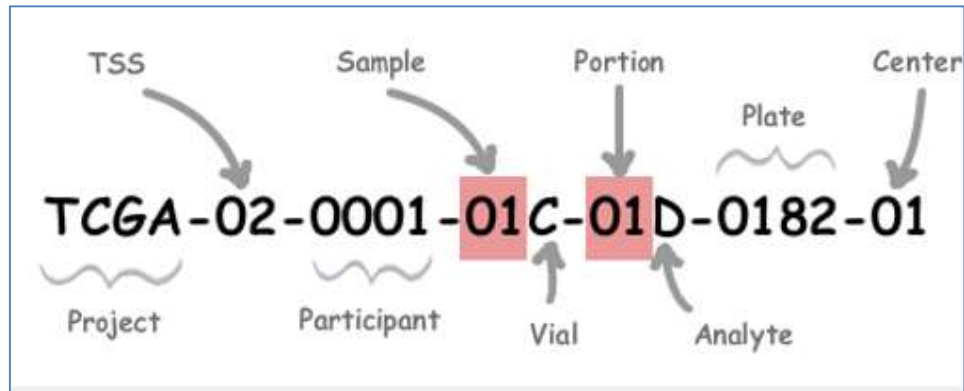 TSS Sample Portion Center
Plate
TCGA-02-0001-01C-01D-0182-01
Project Participant Vial Analyte